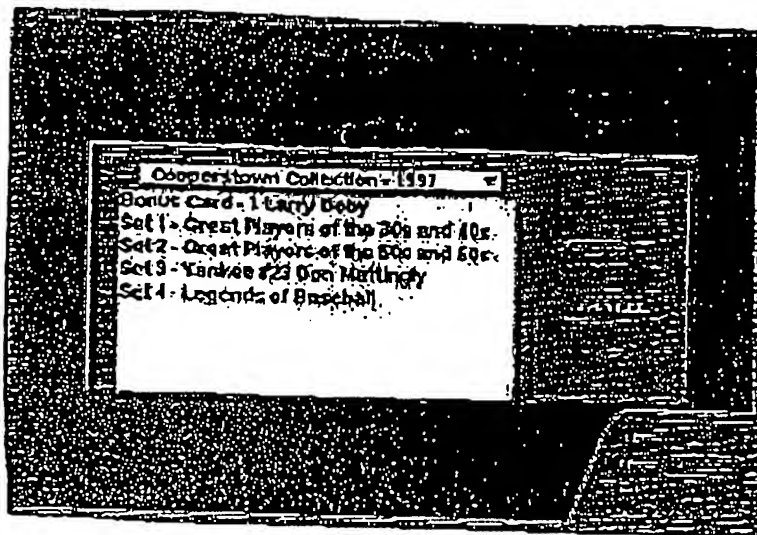 Cooperstown Collection - 1997
Bonus Card - 1 Larry Doby
Set 1 - Great Players of the 30s and 40s
Set 2 - Great Players of the 50s and 60s
Set 3 - Yankee #23 Don Mattingly
Set 4 - Legends of Baseball